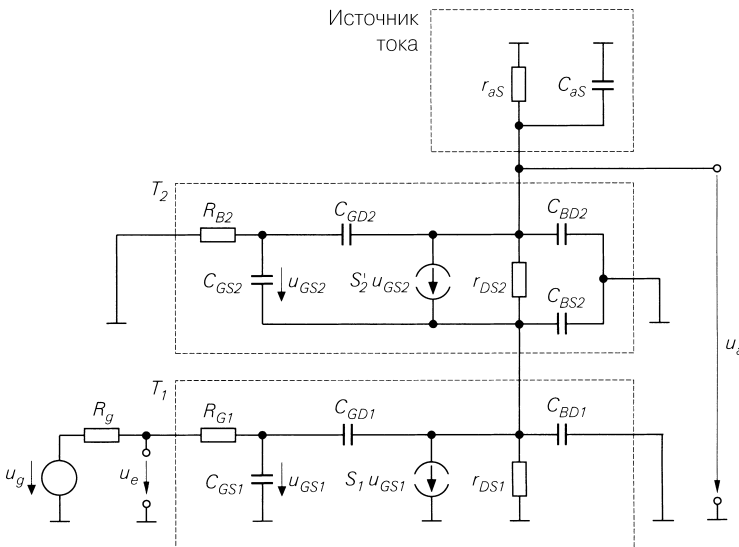 Источник
тока
r_aS
C_aS
T_2
R_B2
C_GD2
C_BD2
C_GS2
u_GS2
S'_2 u_GS2
r_DS2
C_BS2
u_a
T_1
R_g
R_G1
C_GD1
C_BD1
u_g
u_e
C_GS1
u_GS1
S_1 u_GS1
r_DS1